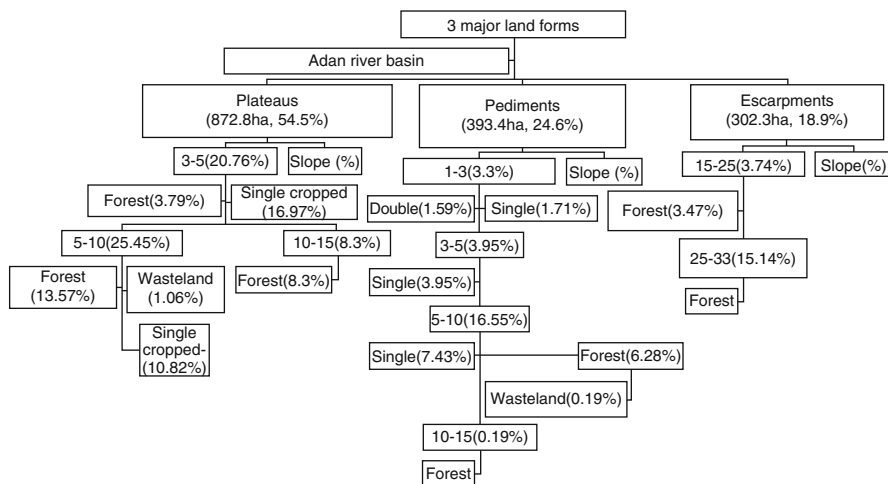 3 major land forms
Adan river basin
Plateaus
(872.8ha, 54.5%)
Pediments
(393.4ha, 24.6%)
Escarpments
(302.3ha, 18.9%)
3-5(20.76%)
Slope (%)
1-3(3.3%)
Slope (%)
15-25(3.74%)
Slope(%)
Forest(3.79%)
Single cropped
(16.97%)
Double(1.59%)
Single(1.71%)
Forest(3.47%)
5-10(25.45%)
10-15(8.3%)
3-5(3.95%)
25-33(15.14%)
Forest
(13.57%)
Wasteland
(1.06%)
Forest(8.3%)
Single(3.95%)
Forest
Single
cropped-
(10.82%)
5-10(16.55%)
Single(7.43%)
Forest(6.28%)
Wasteland(0.19%)
10-15(0.19%)
Forest